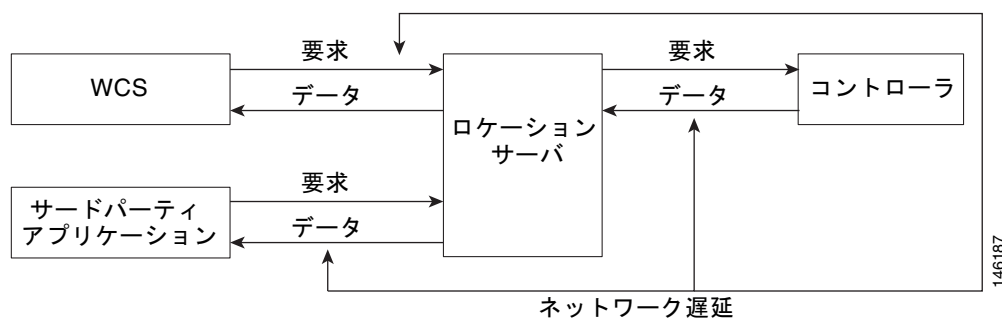 要求
要求
WCS
データ
データ
コントローラ
ロケーション
サーバ
要求
サードパーティ
アプリケーション
データ
ネットワーク遅延
146187